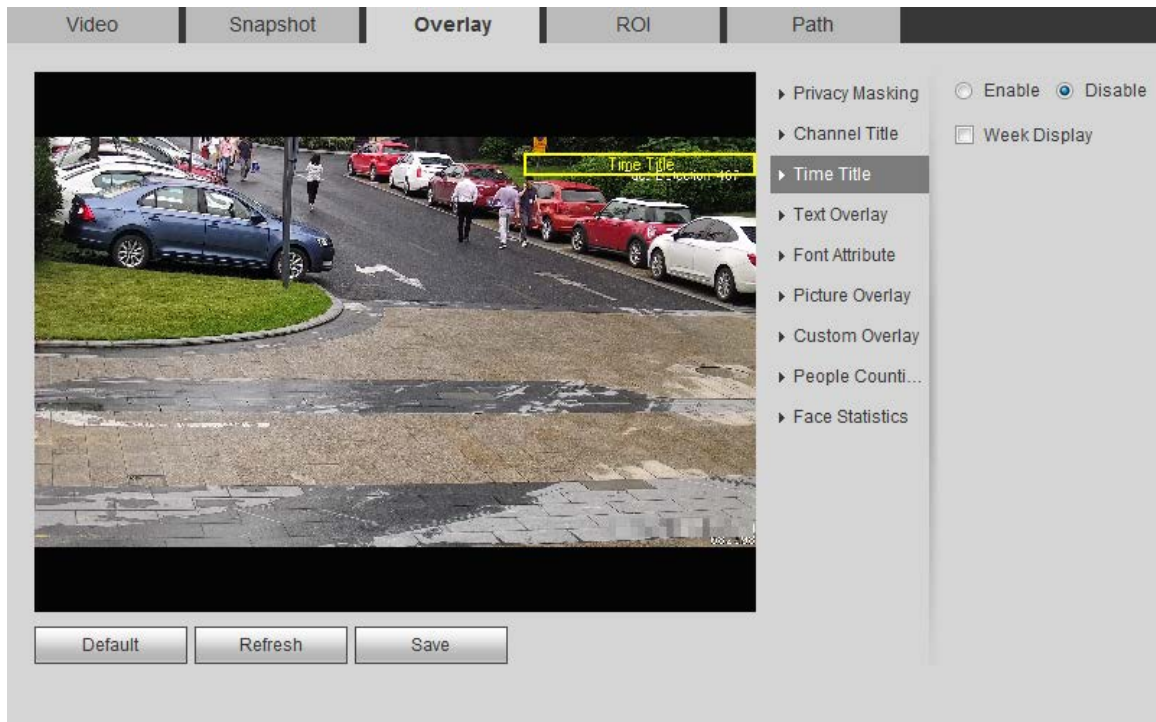 Video Snapshot Overlay ROI Path
Privacy Masking
Channel Title
Time Title
Text Overlay
Font Attribute
Picture Overlay
Custom Overlay
People Counti...
Face Statistics
Enable Disable
Week Display
Time Title
Default Refresh Save